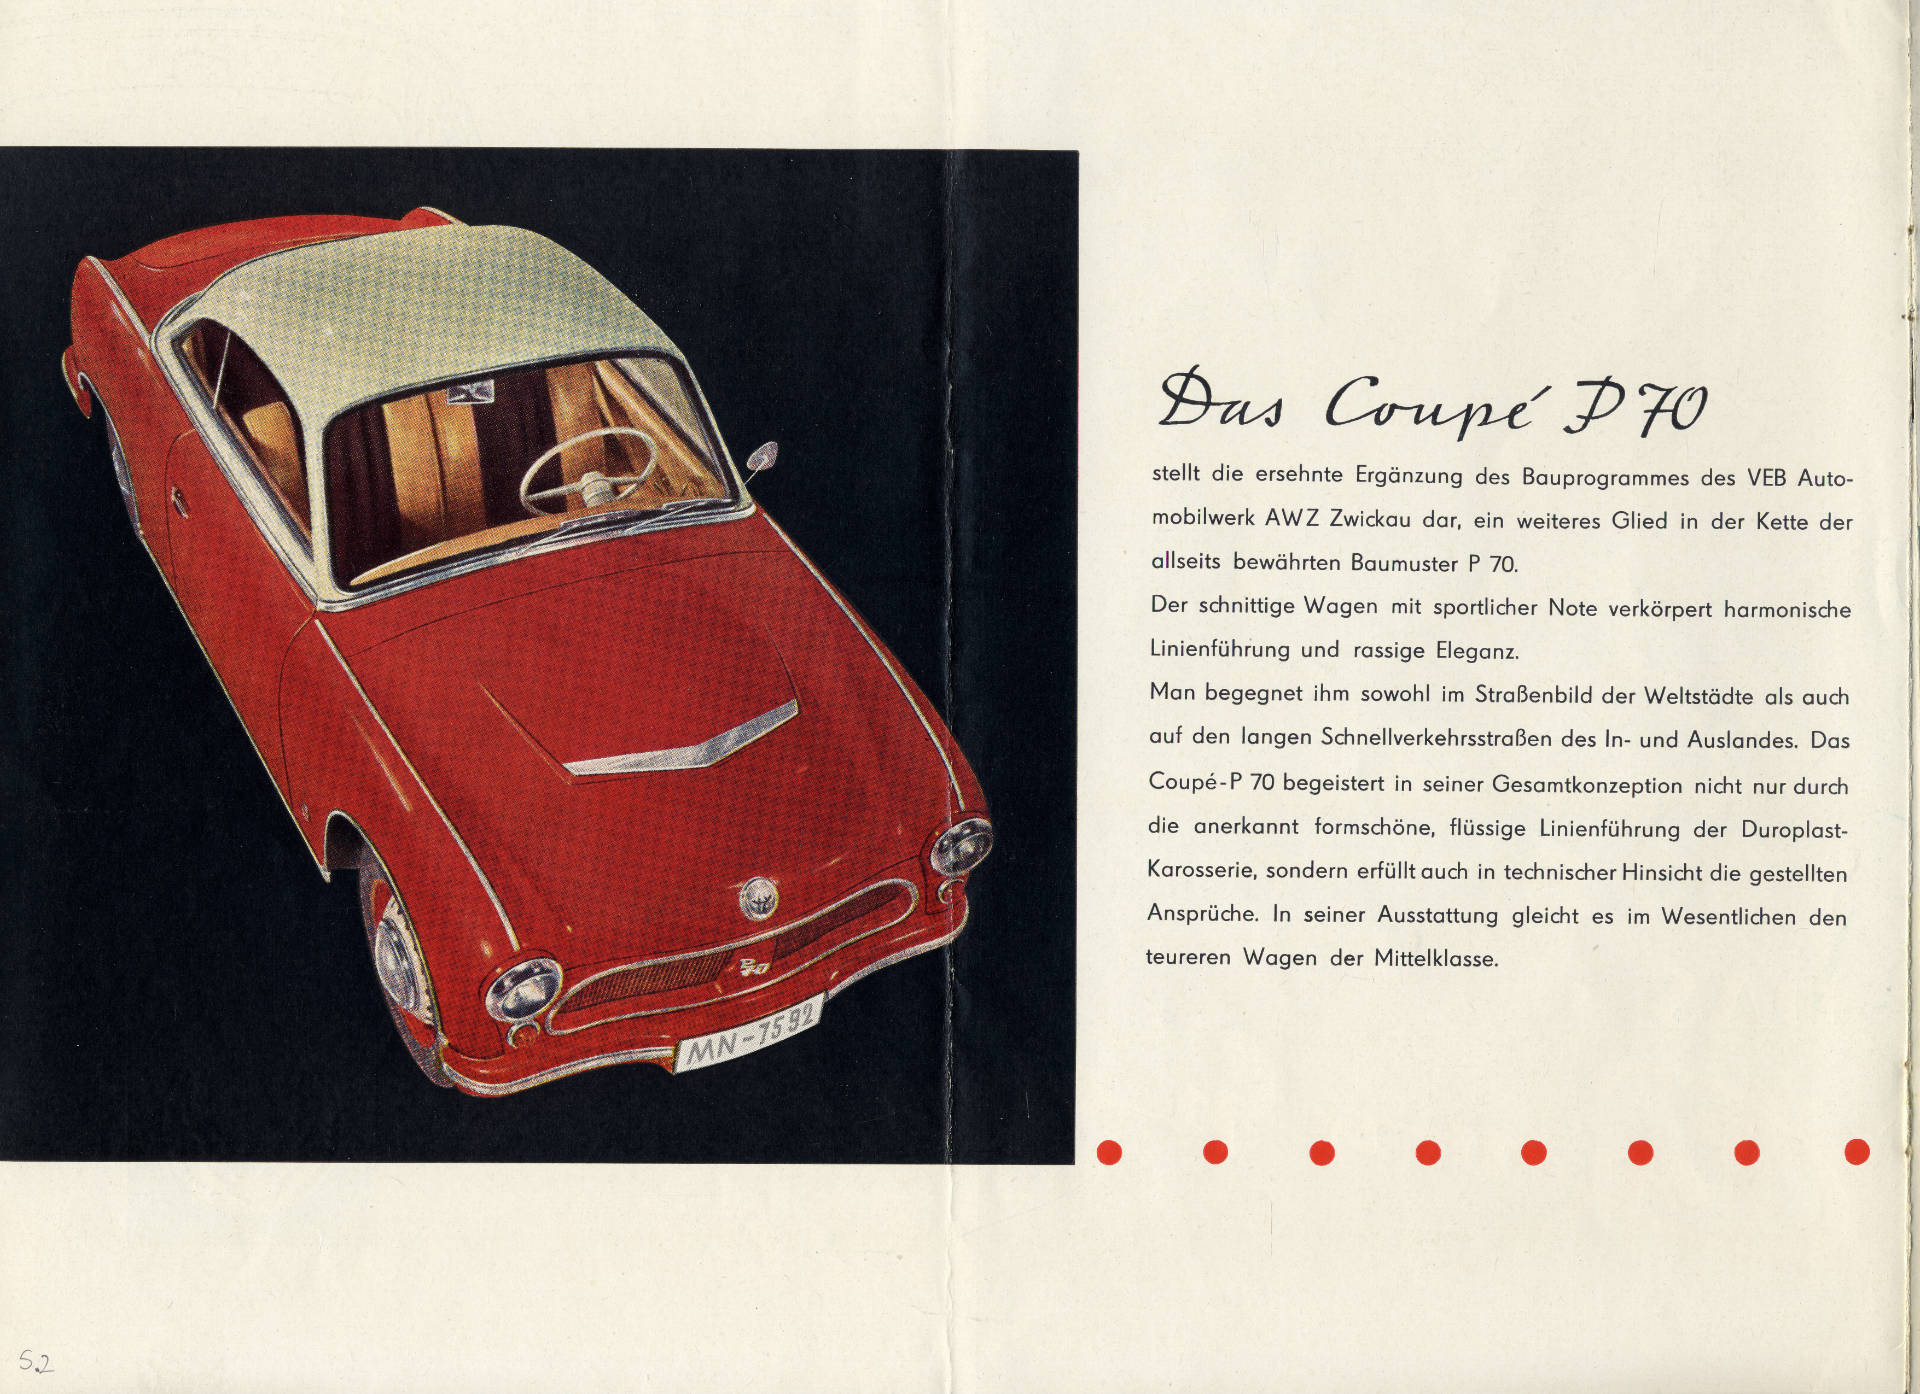 Das Coupé P 70
stellt die ersehnte Ergänzung des Bauprogrammes des VEB Auto-
mobilwerk AWZ Zwickau dar, ein weiteres Glied in der Kette der
allseits bewährten Baumuster P 70.
Der schnittige Wagen mit sportlicher Note verkörpert harmonische
Linienführung und rassige Eleganz.
Man begegnet ihm sowohl im Straßenbild der Weltstädte als auch
auf den langen Schnellverkehrsstraßen des In- und Auslandes. Das
Coupé-P 70 begeistert in seiner Gesamtkonzeption nicht nur durch
die anerkannt formschöne, flüssige Linienführung der Duroplast-
Karosserie, sondern erfüllt auch in technischer Hinsicht die gestellten
Ansprüche. In seiner Ausstattung gleicht es im Wesentlichen den
teureren Wagen der Mittelklasse.
P 70
MN-7592
S.2